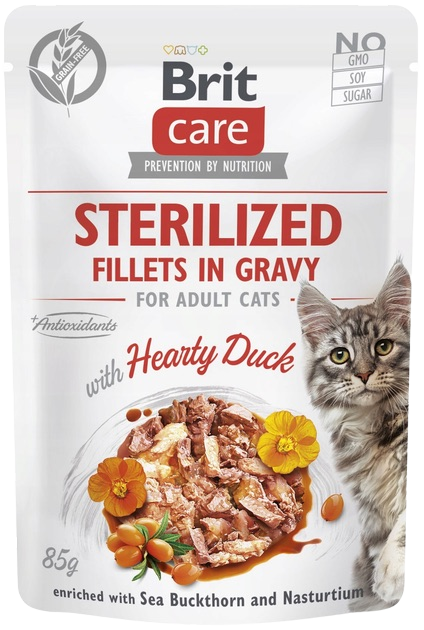 GRAIN-FREE
NO
GMO
SOY
SUGAR
Brit
care
PREVENTION BY NUTRITION
STERILIZED
FILLETS IN GRAVY
FOR ADULT CATS
+Antioxidants
with Hearty Duck
85g
enriched with Sea Buckthorn and Nasturtium